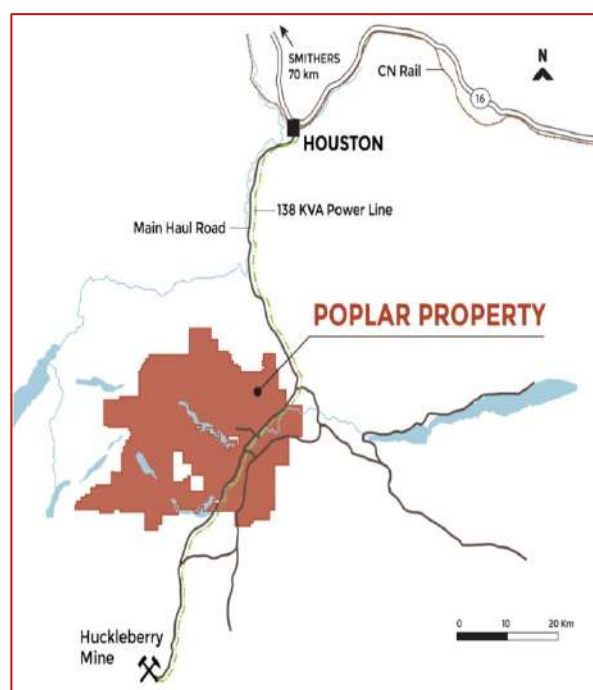 SMITHERS
70 km
CN Rail
N
16
HOUSTON
138 KVA Power Line
Main Haul Road
POPLAR PROPERTY
Huckleberry
Mine
0 10 20 Km